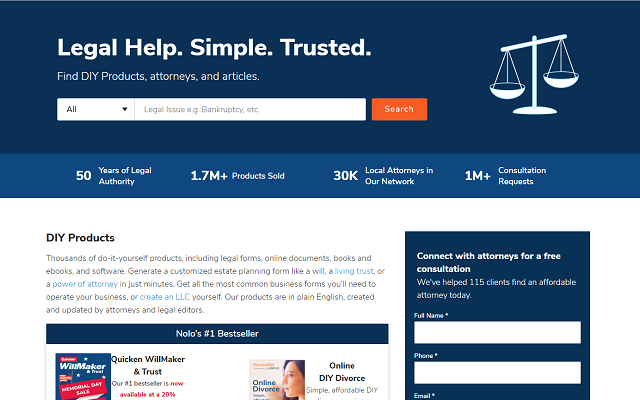 Legal Help. Simple. Trusted.
Find DIY Products, attorneys, and articles.
All
Legal Issue e.g.:Bankruptcy, etc.
Search
50 Years of Legal
Authority
1.7M+ Products Sold
30K Local Attorneys in
Our Network
1M+ Consultation
Requests
DIY Products
Thousands of do-it-yourself products, including legal forms, online documents, books and
ebooks, and software. Generate a customized estate planning form like a will, a living trust, or
a power of attorney in just minutes. Get all the most common business forms you'll need to
operate your business, or create an LLC yourself. Our products are in plain English, created
and updated by attorneys and legal editors.
Nolo's #1 Bestseller
Quicken
WillMaker
& Trust
MEMORIAL DAY
SALE
Quicken WillMaker
& Trust
Our #1 bestseller is now
available at a 20%
Online
Divorce
Online
DIY Divorce
Simple, affordable DIY
Connect with attorneys for a free
consultation
We've helped 115 clients find an affordable
attorney today.
Full Name *
Phone *
Email *